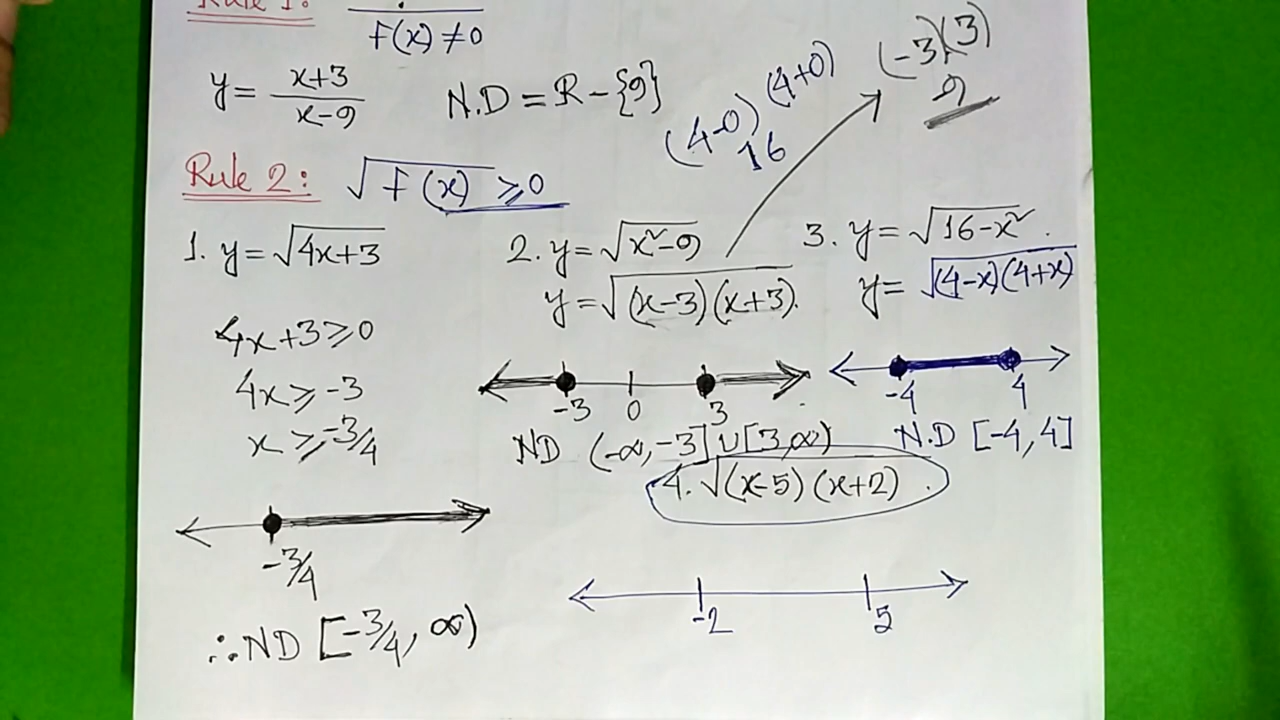 Rule 1:
F(x) ≠ 0
y = x+3 / x-9
N.D = R - {9}
(4-0) (4+0)
16
(-3)(3)
9
Rule 2: √F(x) ≥ 0
1. y = √4x+3
4x+3 ≥ 0
4x ≥ -3
x ≥ -3/4
-3/4
∴ ND [-3/4, ∞)
2. y = √x²-9
y = √(x-3)(x+3).
-3 0 3
ND (-∞, -3] ∪ [3, ∞)
3. y = √16-x².
y = √(4-x)(4+x)
-4 4
N.D [-4, 4]
4. √(x-5)(x+2) .
-2 5